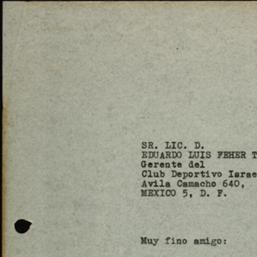 SR. LIC. D.
EDUARDO LUIS FEHER T
Gerente del
Club Deportivo Israe
Avila Camacho 640,
MEXICO 5, D. F.
Muy fino amigo: